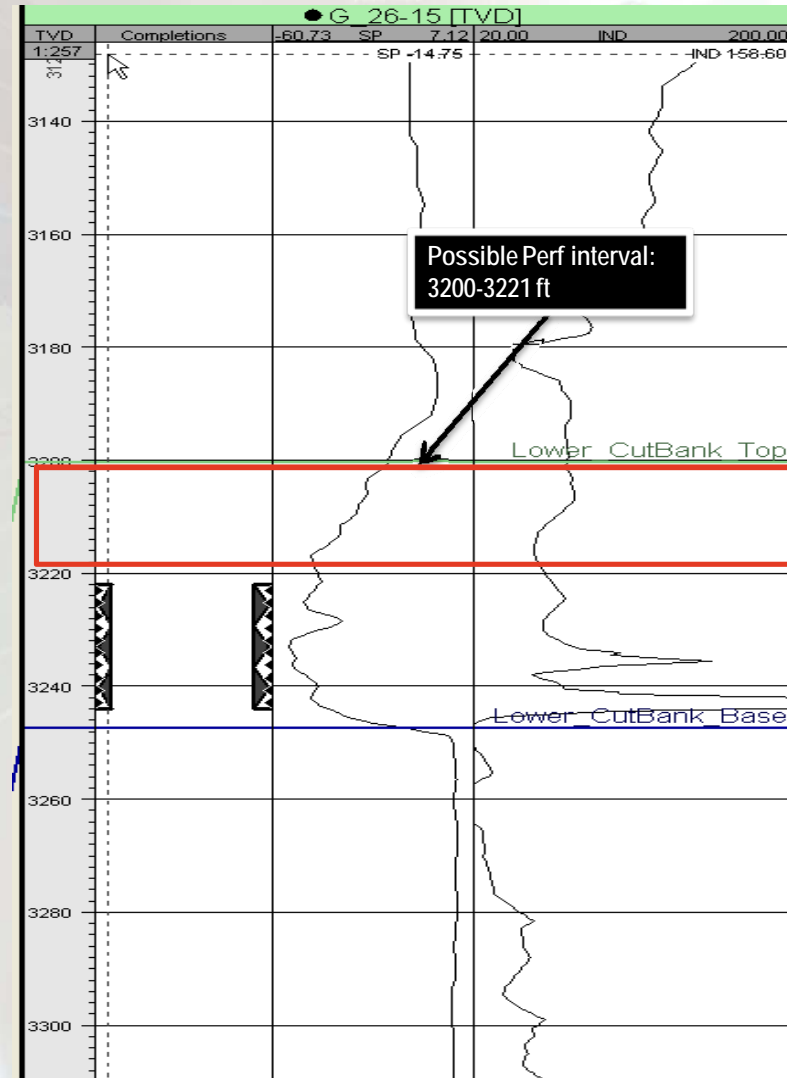 G_26-15 [TVD]
TVD Completions -60.73 SP 7.12 20.00 IND 200.00
1:257 SP -14.75 IND 158.60
3140
3160
Possible Perf interval:
3200-3221 ft
3180
Lower_CutBank_Top
3200
3220
3240
Lower_CutBank_Base
3260
3280
3300